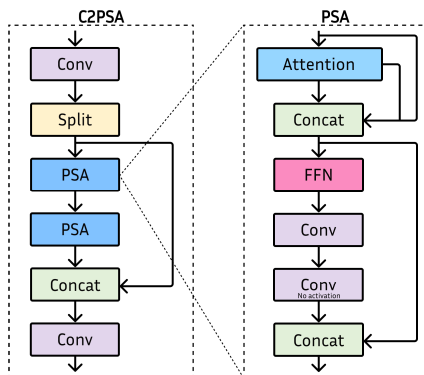 C2PSA
Conv
Split
PSA
PSA
Concat
Conv
PSA
Attention
Concat
FFN
Conv
Conv
No activation
Concat